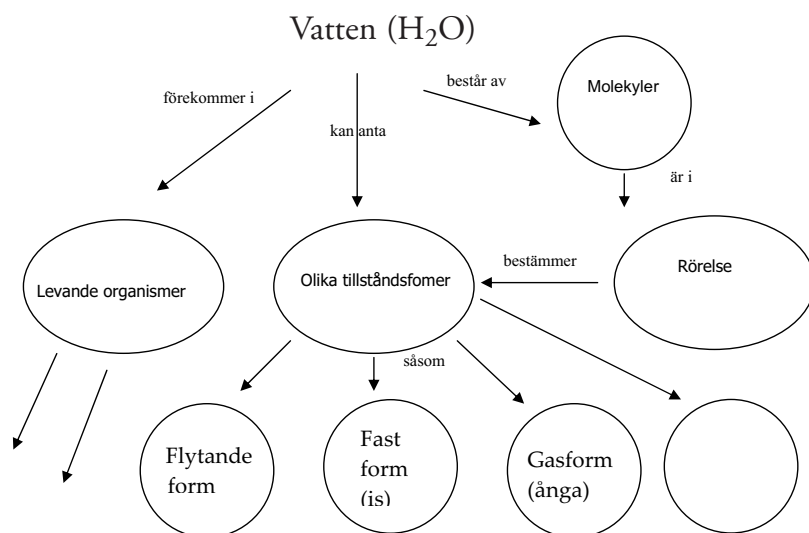 Vatten (H₂O)
består av
Molekyler
förekommer i
kan anta
är i
bestämmer
Levande organismer
Olika tillståndsfomer
Rörelse
såsom
Flytande
form
Fast
form
(is)
Gasform
(ånga)